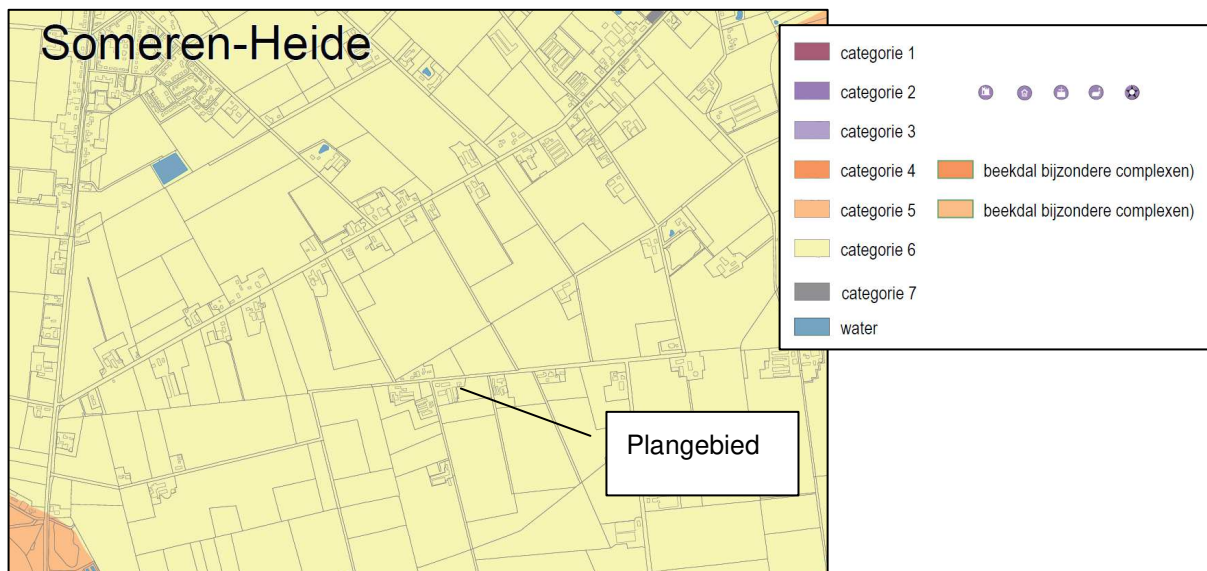 Someren-Heide
categorie 1
categorie 2
categorie 3
categorie 4
beekdal bijzondere complexen)
categorie 5
beekdal bijzondere complexen)
categorie 6
categorie 7
water
Plangebied